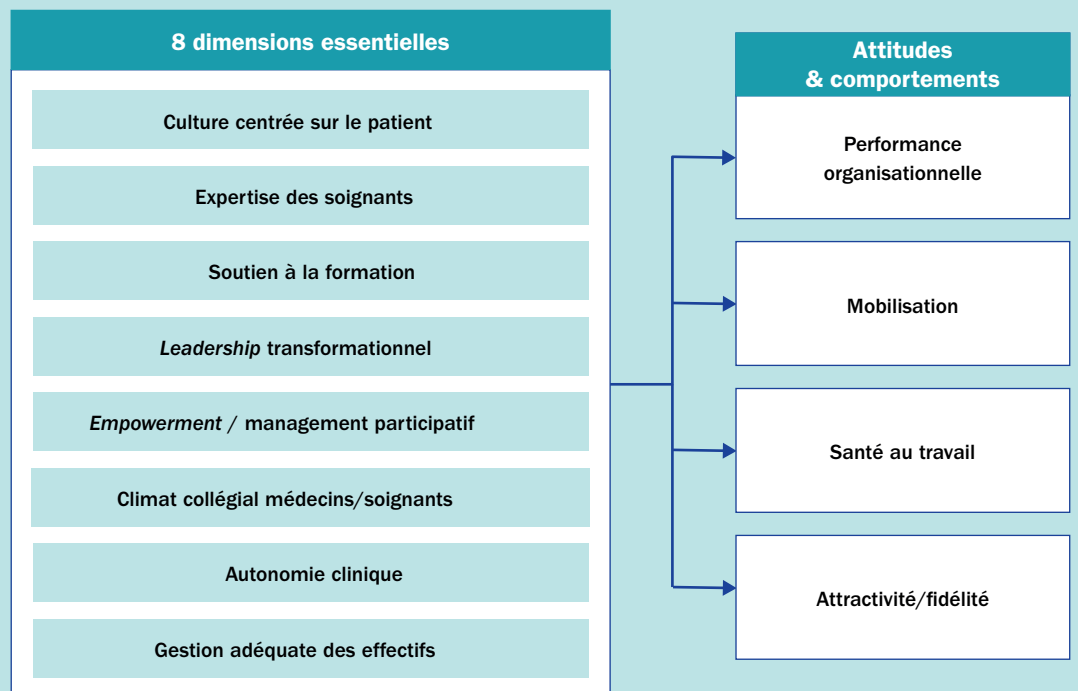 8 dimensions essentielles
Culture centrée sur le patient
Expertise des soignants
Soutien à la formation
Leadership transformationnel
Empowerment / management participatif
Climat collégial médecins/soignants
Autonomie clinique
Gestion adéquate des effectifs
Attitudes
& comportements
Performance
organisationnelle
Mobilisation
Santé au travail
Attractivité/fidélité